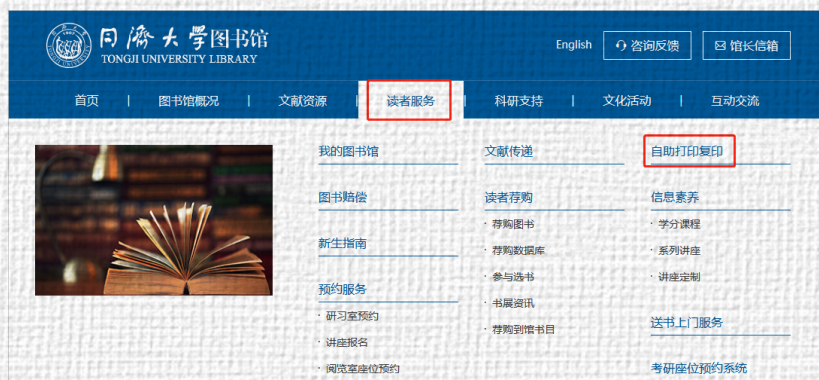 同濟大學图书馆
TONGJI UNIVERSITY LIBRARY
English
咨询反馈
馆长信箱
首页 | 图书馆概况 | 文献资源 | 读者服务 | 科研支持 | 文化活动 | 互动交流
我的图书馆
图书赔偿
新生指南
预约服务
· 研习室预约
· 讲座报名
· 阅览室座位预约
文献传递
读者荐购
· 荐购图书
· 荐购数据库
· 参与选书
· 书展资讯
· 荐购到馆书目
自助打印复印
信息素养
· 学分课程
· 系列讲座
· 讲座定制
送书上门服务
考研座位预约系统